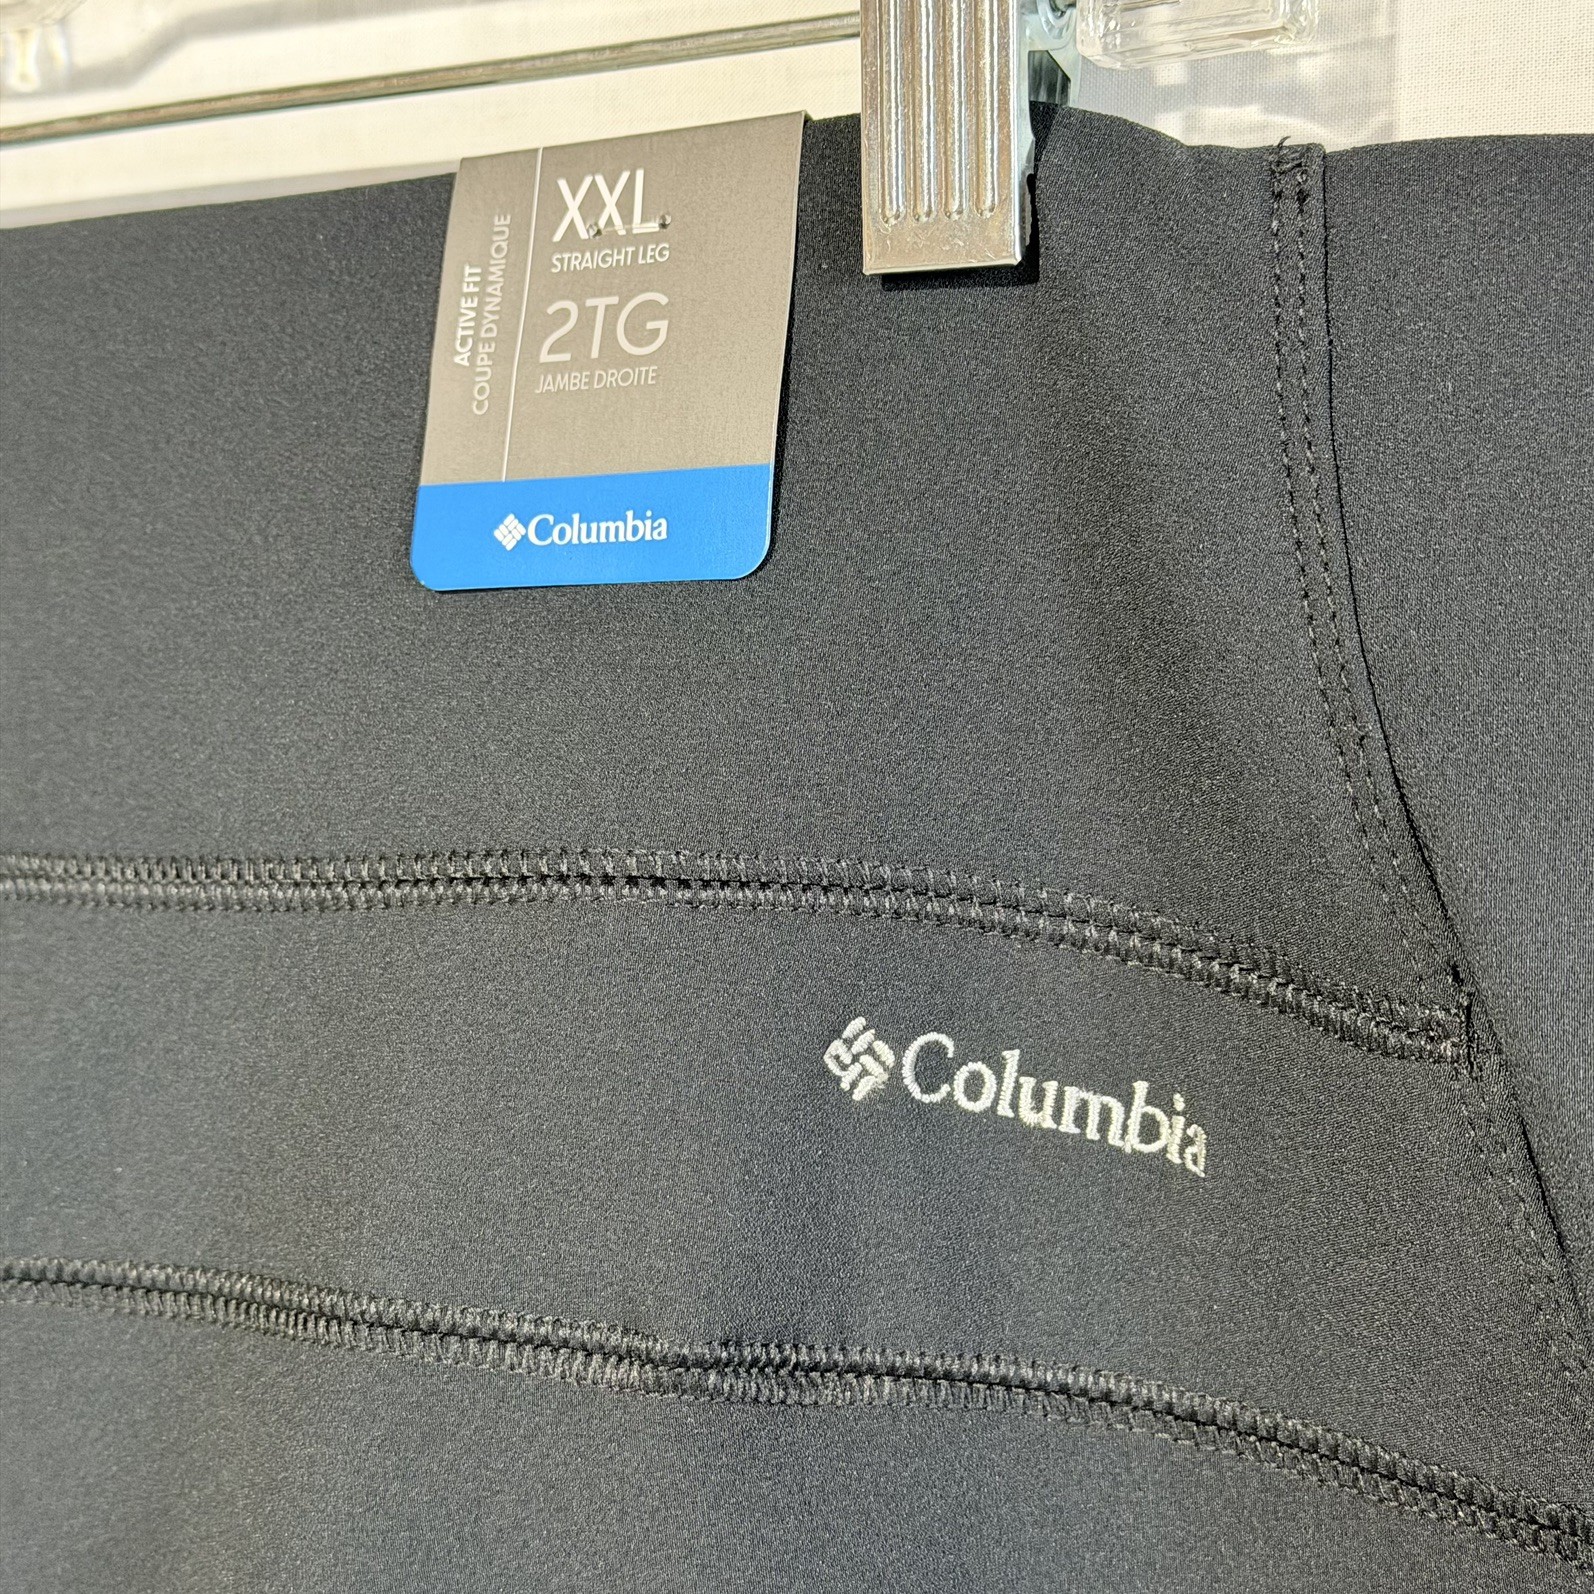 ACTIVE FIT
COUPE DYNAMIQUE
XXL
STRAIGHT LEG
2TG
JAMBE DROITE
Columbia
Columbia